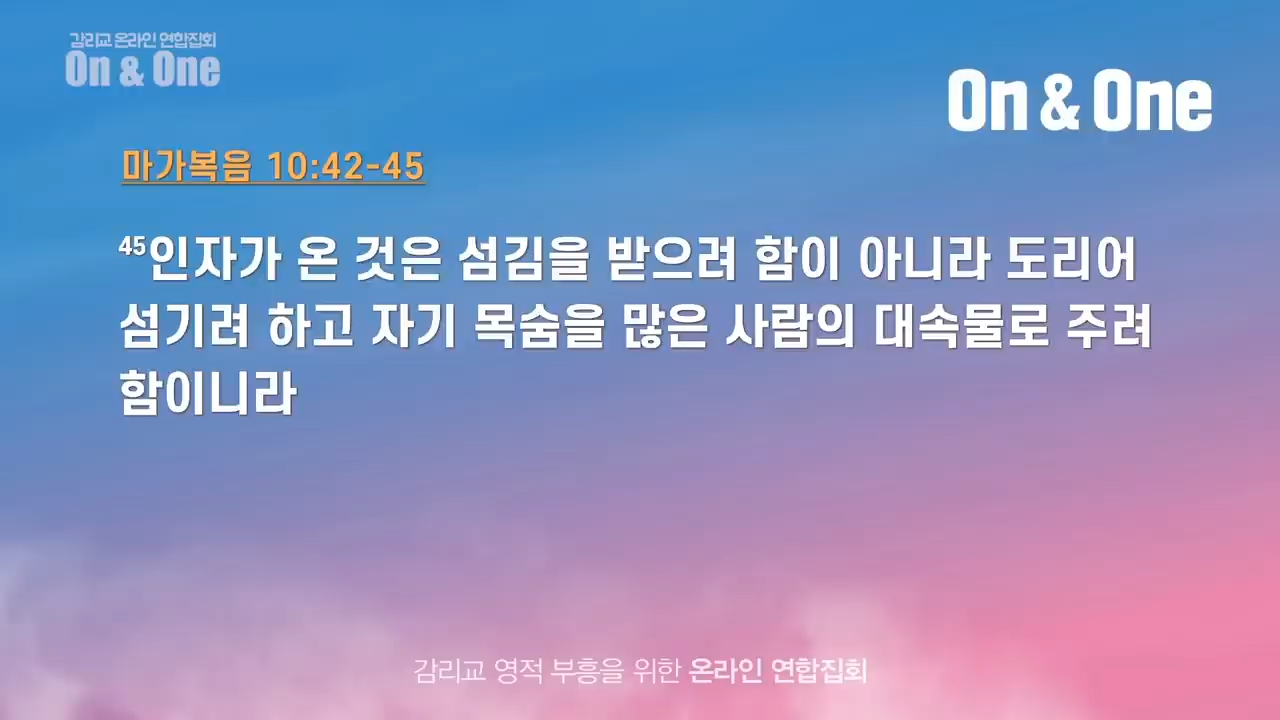 감리교 온라인 연합집회
On & One
On & One
마가복음 10:42-45
45인자가 온 것은 섬김을 받으려 함이 아니라 도리어
섬기려 하고 자기 목숨을 많은 사람의 대속물로 주려
함이니라
감리교 영적 부흥을 위한 온라인 연합집회